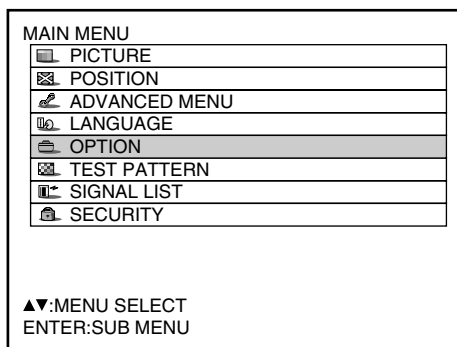 MAIN MENU
PICTURE
POSITION
ADVANCED MENU
LANGUAGE
OPTION
TEST PATTERN
SIGNAL LIST
SECURITY
▲▼:MENU SELECT
ENTER:SUB MENU